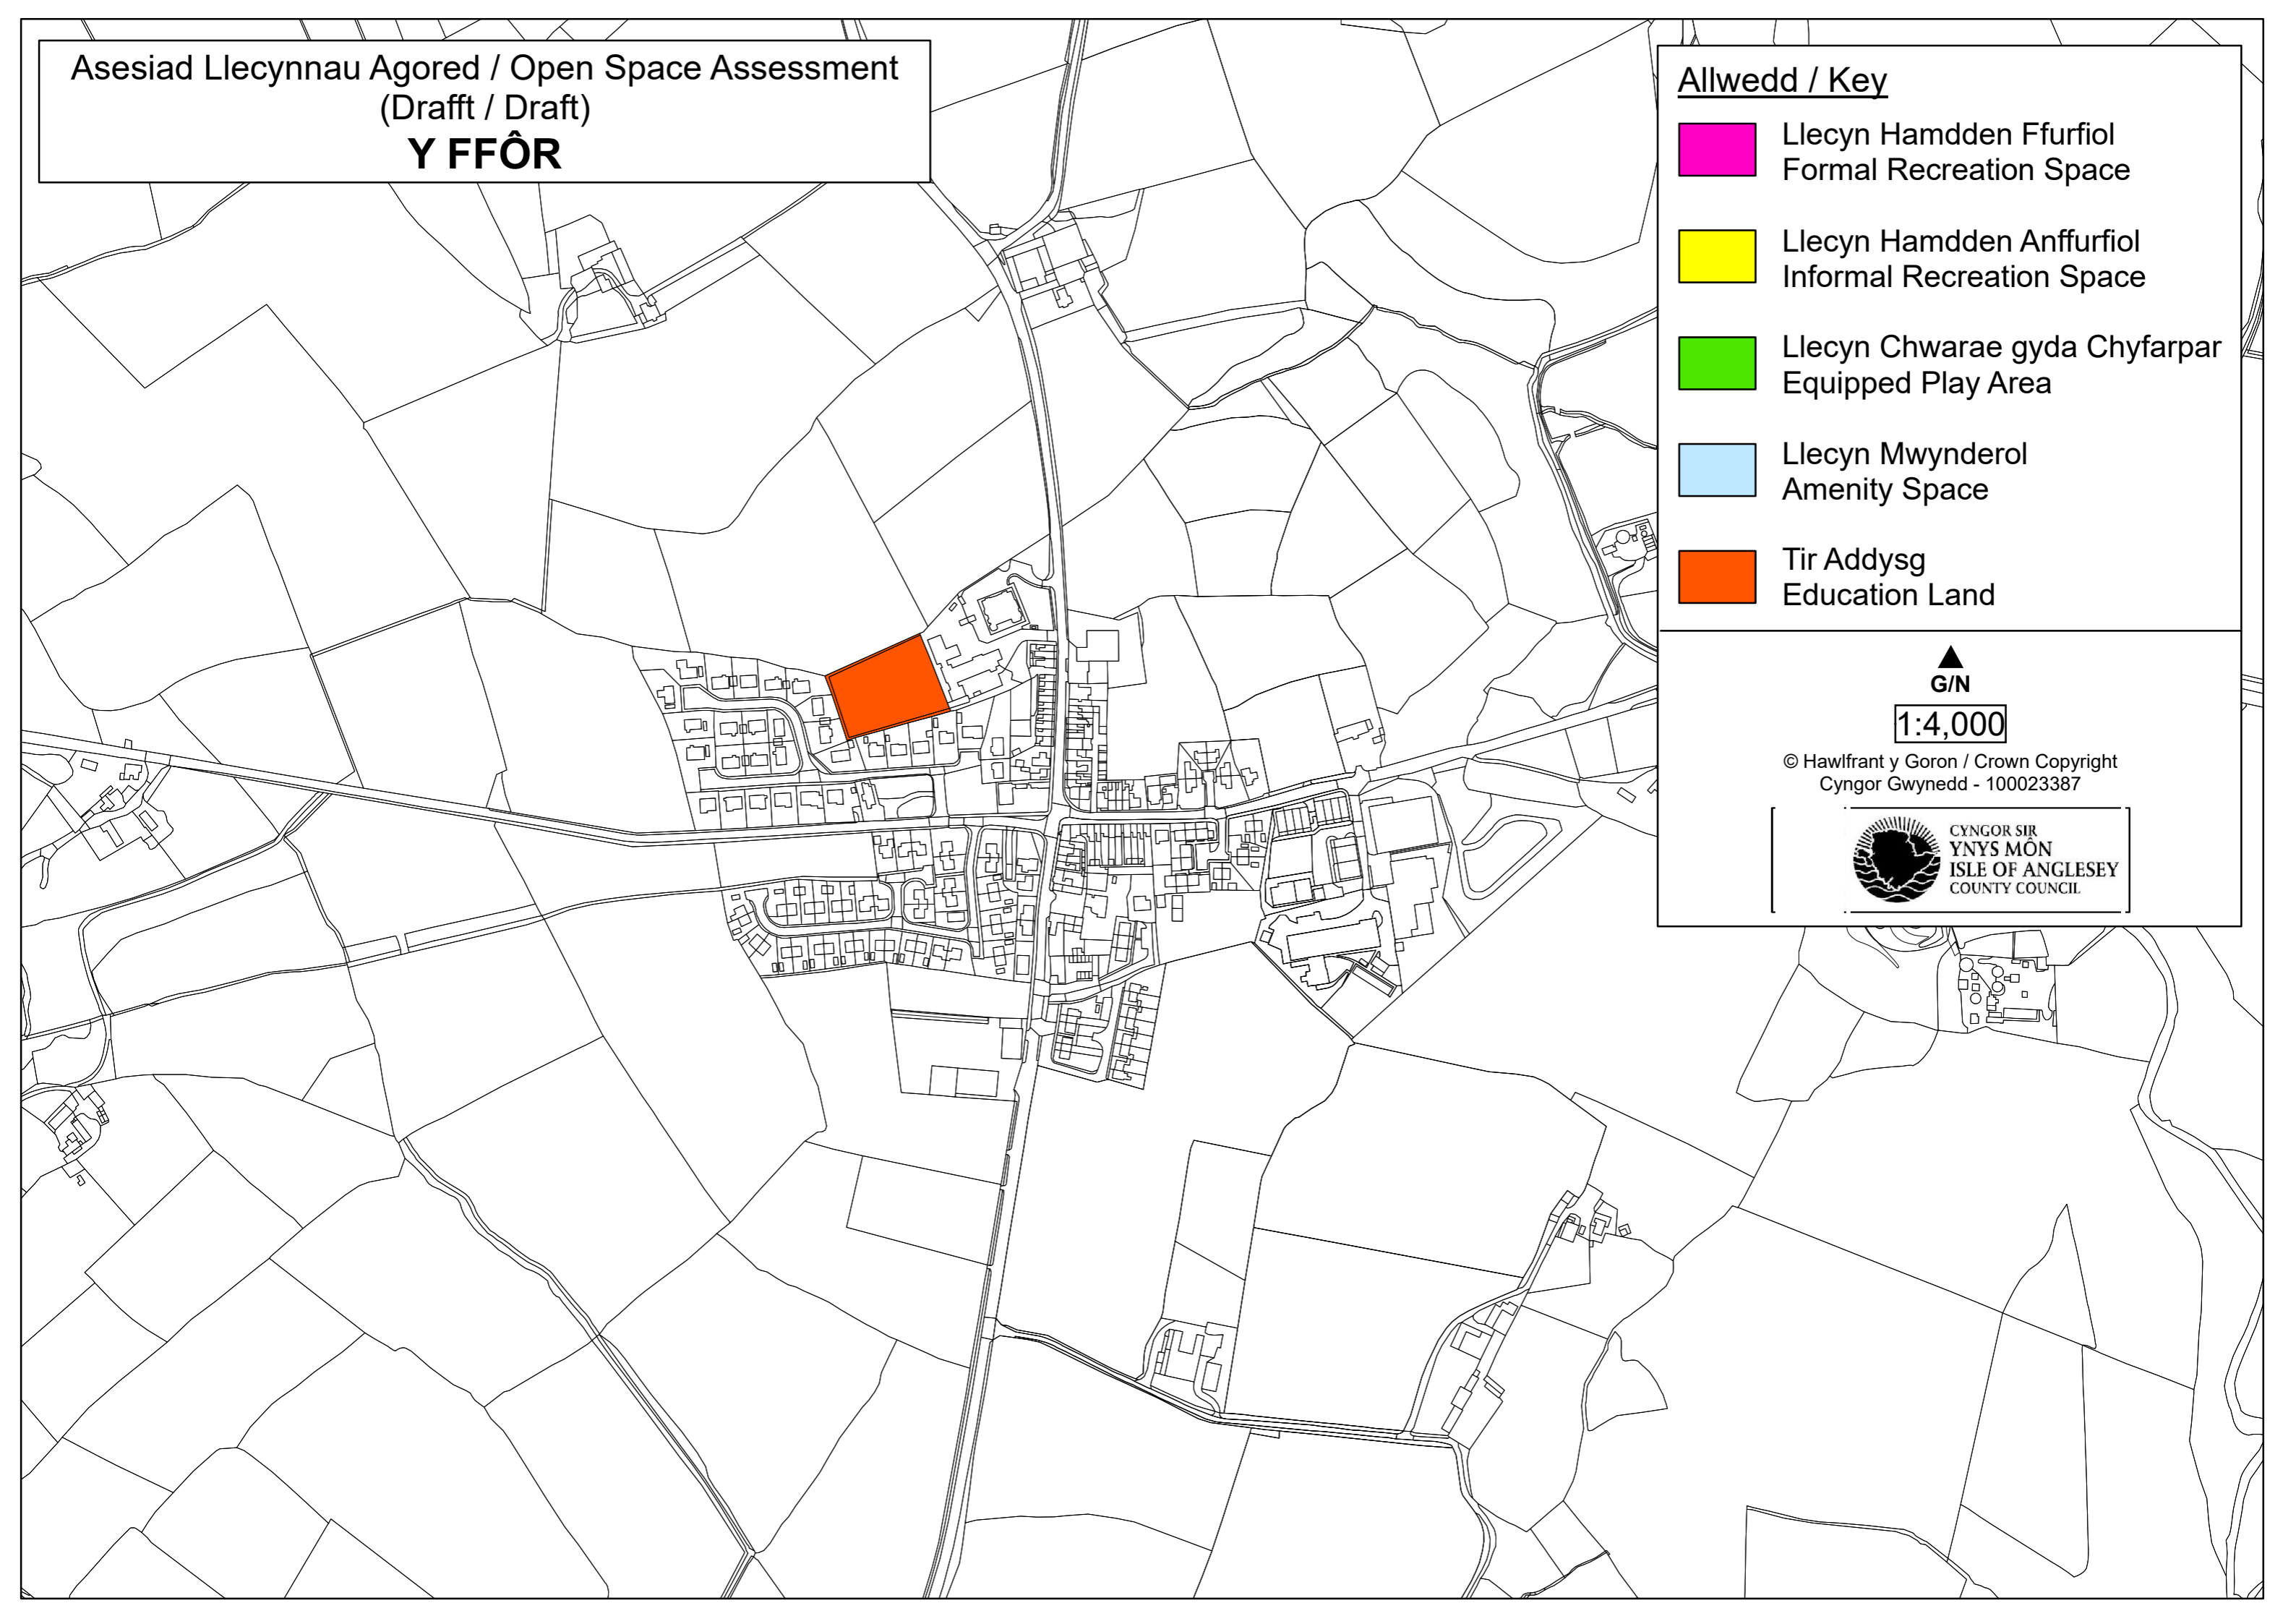 Asesiad Llecynnau Agored / Open Space Assessment
(Drafft / Draft)
Y FFÔR
Allwedd / Key
Llecyn Hamdden Ffurfiol
Formal Recreation Space
Llecyn Hamdden Anffurfiol
Informal Recreation Space
Llecyn Chwarae gyda Chyfarpar
Equipped Play Area
Llecyn Mwynderol
Amenity Space
Tir Addysg
Education Land
G/N
1:4,000
© Hawlfrant y Goron / Crown Copyright
Cyngor Gwynedd - 100023387
CYNGOR SIR
YNYS MÔN
ISLE OF ANGLESEY
COUNTY COUNCIL